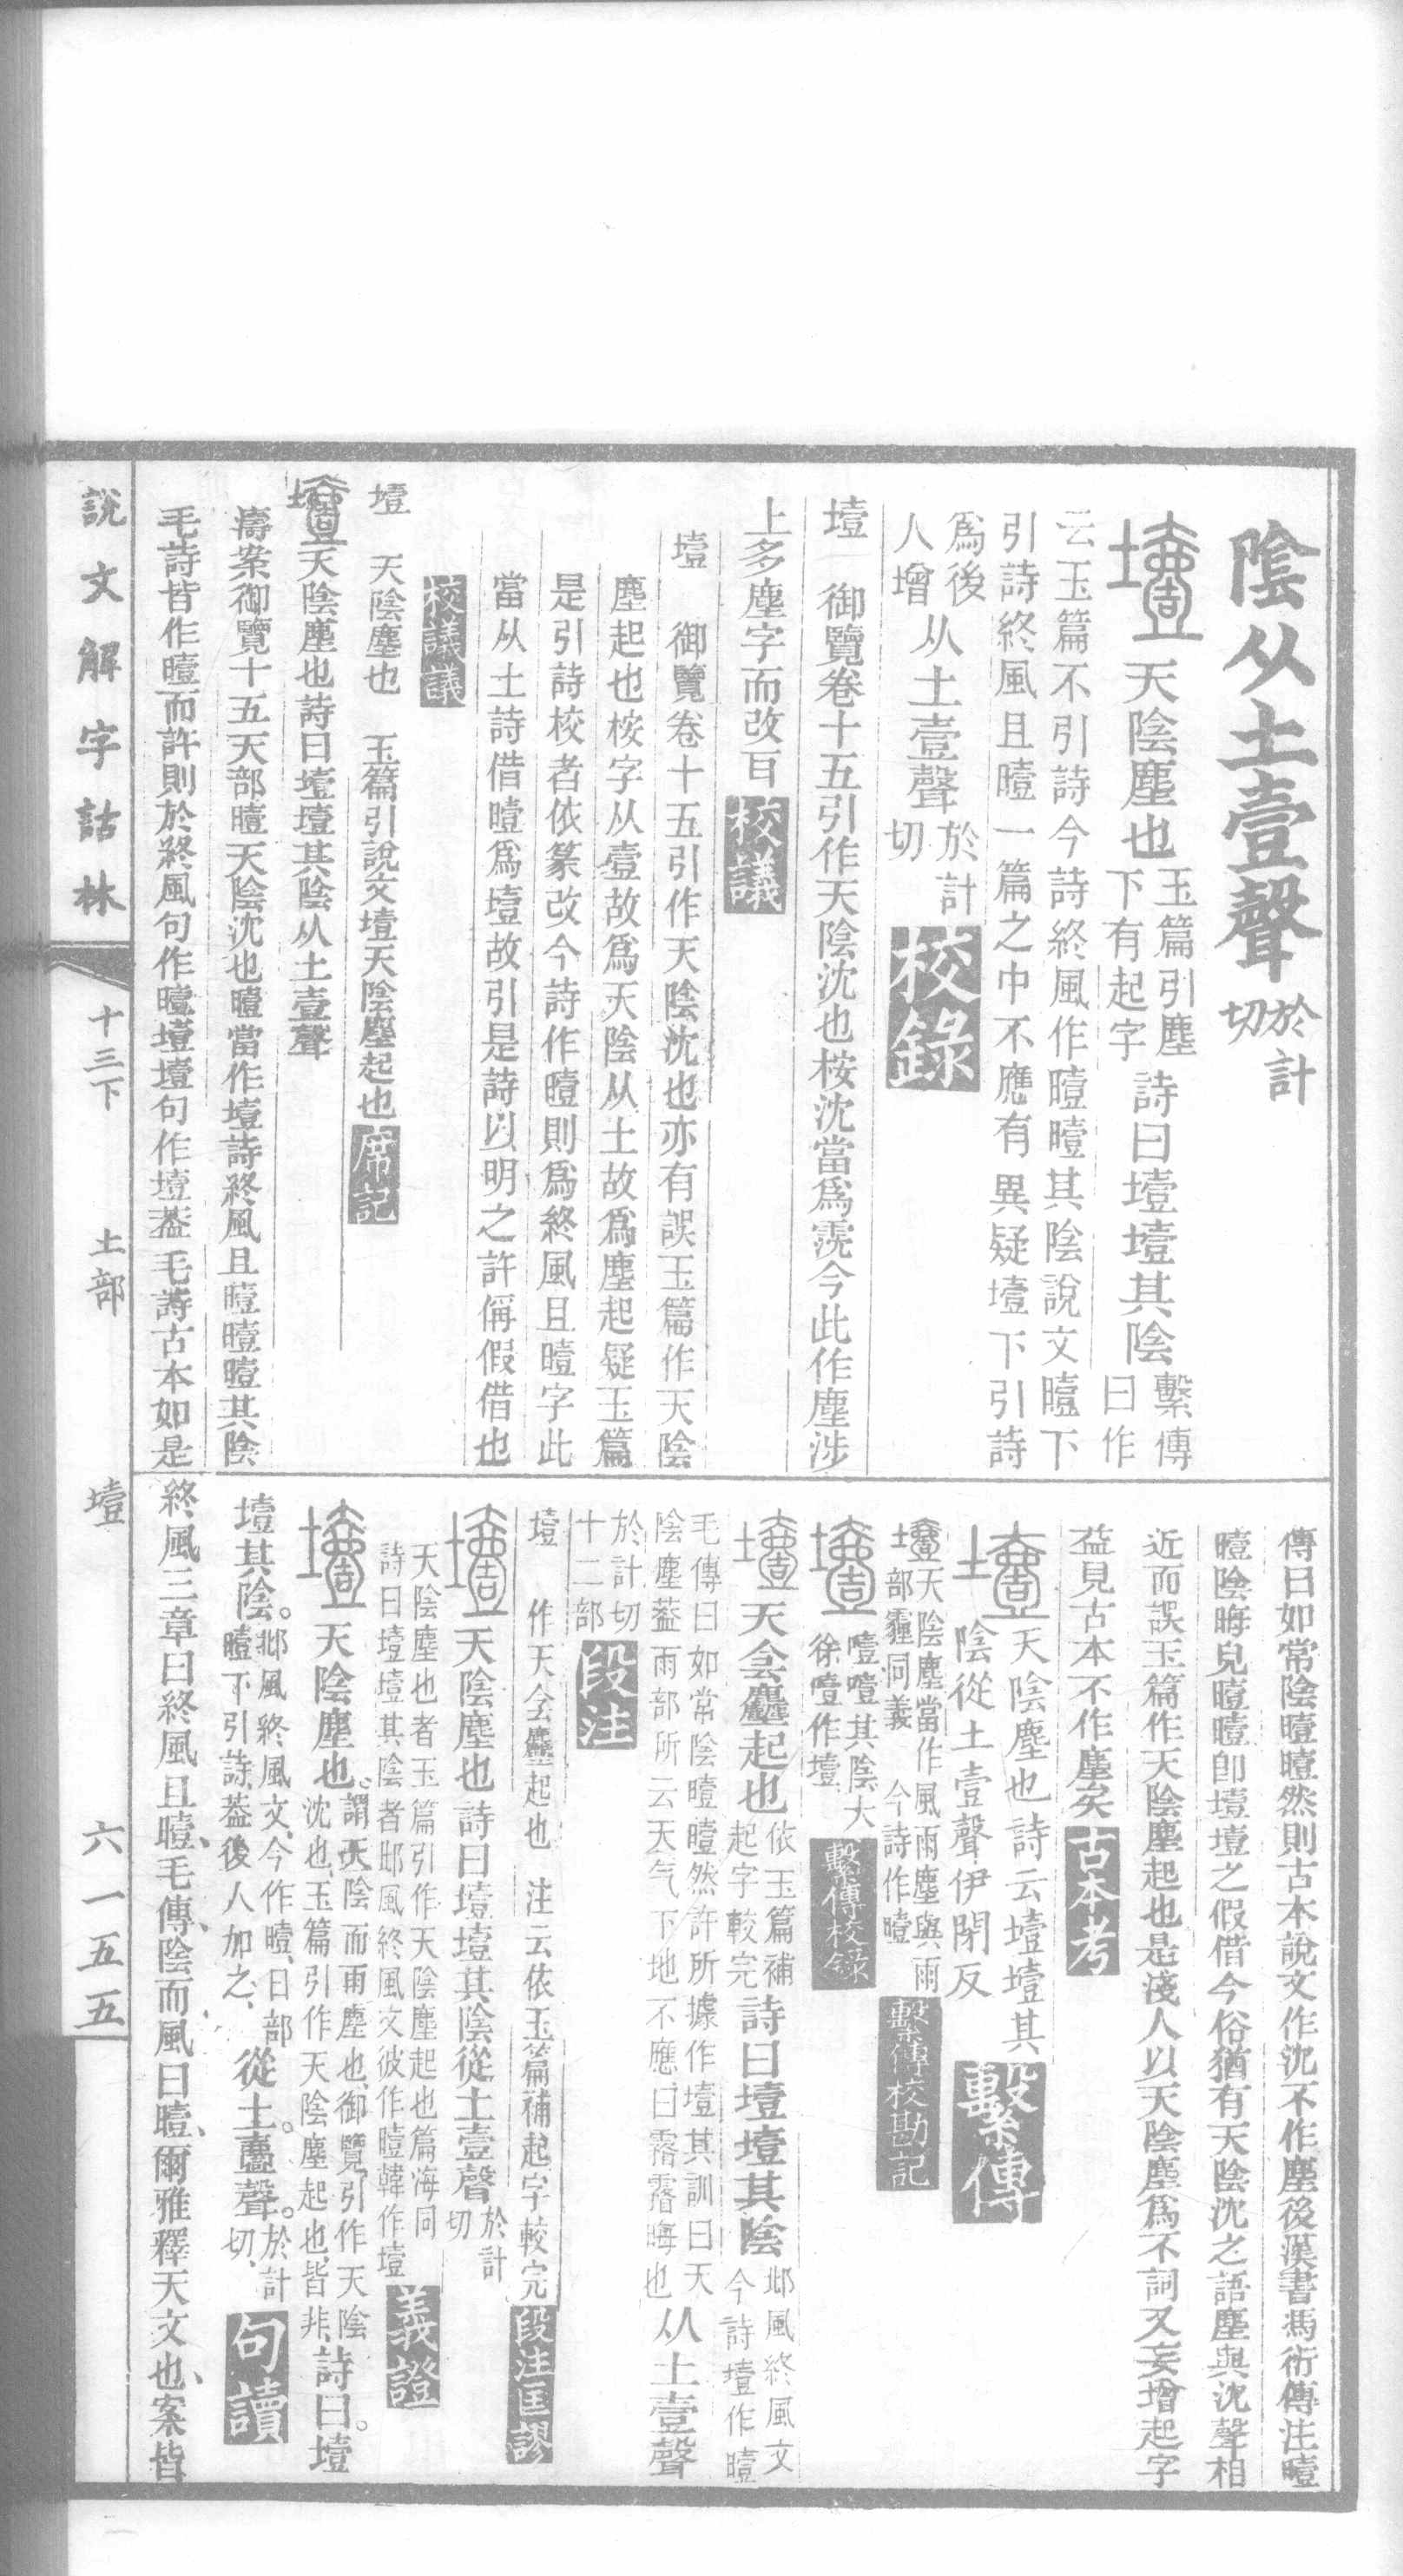 陰从土壹聲於計切
天陰塵也玉篇引塵下有起字詩曰壇壇其陰繫傳曰作
云玉篇不引詩今詩終風作曀曀其陰說文曀下
引詩終風且曀一篇之中不應有異疑壇下引詩
爲後人增从土壹聲於計切校錄
壇 御覽卷十五引作天陰沈也桉沈當爲霃今此作塵涉
上多塵字而改耳校議
壇 御覽卷十五引作天陰沈也亦有誤玉篇作天陰
塵起也桉字从壹故爲天陰从土故爲塵起疑玉篇
是引詩校者依篆改今詩作曀則爲終風且曀字此
當从土詩借曀爲壇故引是詩以明之許偁假借也
校議議
壇 天陰塵也 玉篇引說文壇天陰塵起也席記
天陰塵也詩曰壇壇其陰从土壹聲
濤案御覽十五天部曀天陰沈也曀當作壇詩終風且曀曀曀其陰
毛詩皆作曀而許則於終風句作曀壇壇句作壇葢毛詩古本如是
傳曰如常陰曀曀然則古本說文作沈不作塵後漢書馮衍傳注曀
曀陰晦皃曀曀卽壇壇之假借今俗猶有天陰沈之語塵與沈聲相
近而誤玉篇作天陰塵起也是淺人以天陰塵爲不詞又妄增起字
益見古本不作塵矣古本考
天陰塵也詩云壇壇其陰從土壹聲伊閉反繫傳
天陰塵當作風雨塵與雨部霾同義 今詩作曀繫傳校勘記
曀曀其陰大徐曀作壇繫傳校錄
天侌塵起也依玉篇補起字較完詩曰壇壇其陰邶風終風文今詩壇作曀
毛傳曰如常陰曀曀然許所據作壇其訓曰天
陰塵葢雨部所云天气下地不應曰霿霿晦也从土壹聲
於計切十二部段注
壇 作天侌塵起也 注云依玉篇補起字較完段注匡謬
天陰塵也詩曰壇壇其陰從土壹聲於計切
天陰塵也者玉篇引作天陰塵起也篇海同
詩曰壇壇其陰者邶風終風文彼作曀韓作壇義證
天陰塵也。謂天陰而雨塵也、御覽引作天陰沈也、玉篇引作天陰塵起也、皆非、詩曰。壇
壇其陰。邶風終風文、今作曀、日部曀下引詩、葢後人加之、從土。壹聲。於計切、句讀
終風三章曰終風且曀、毛傳、陰而風曰曀、爾雅釋天文也、案皆
說文解字詁林 十三下 土部 壇 六一五五